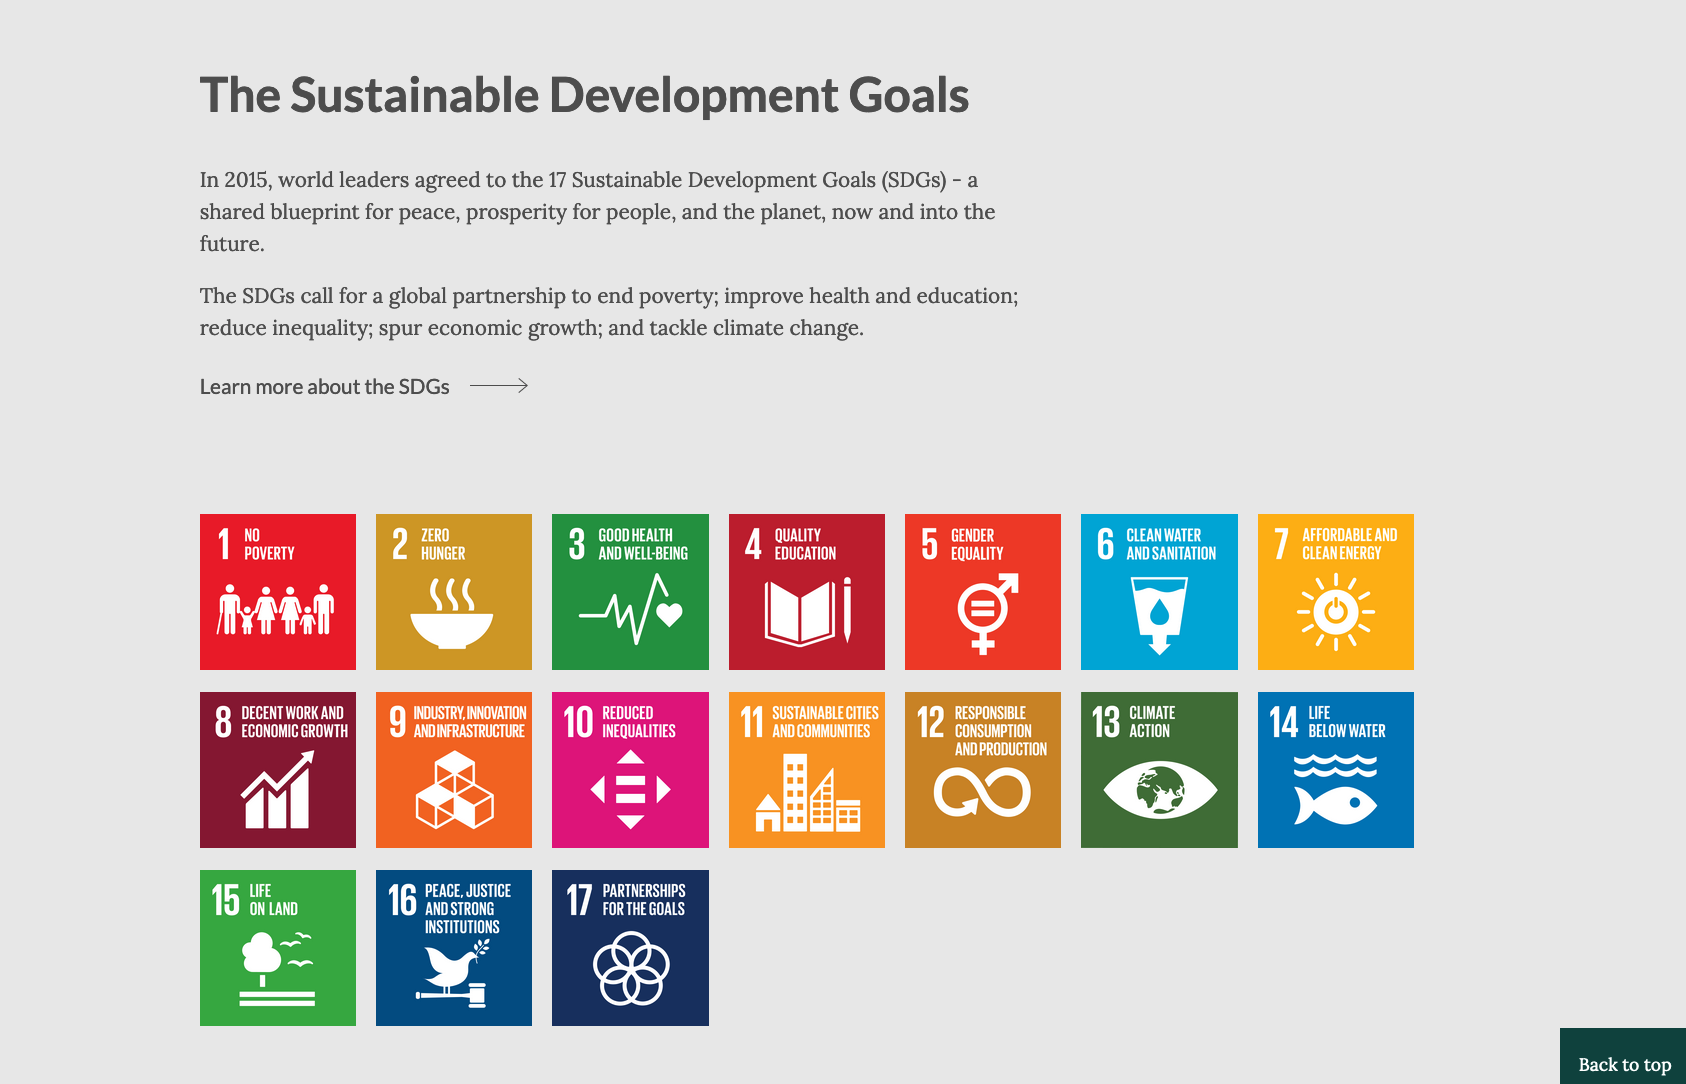 The Sustainable Development Goals
In 2015, world leaders agreed to the 17 Sustainable Development Goals (SDGs) - a
shared blueprint for peace, prosperity for people, and the planet, now and into the
future.
The SDGs call for a global partnership to end poverty; improve health and education;
reduce inequality; spur economic growth; and tackle climate change.
Learn more about the SDGs
1 NO
POVERTY
2 ZERO
HUNGER
3 GOOD HEALTH
AND WELL-BEING
4 QUALITY
EDUCATION
5 GENDER
EQUALITY
6 CLEAN WATER
AND SANITATION
7 AFFORDABLE AND
CLEAN ENERGY
8 DECENT WORK AND
ECONOMIC GROWTH
9 INDUSTRY, INNOVATION
AND INFRASTRUCTURE
10 REDUCED
INEQUALITIES
11 SUSTAINABLE CITIES
AND COMMUNITIES
12 RESPONSIBLE
CONSUMPTION
AND PRODUCTION
13 CLIMATE
ACTION
14 LIFE
BELOW WATER
15 LIFE
ON LAND
16 PEACE, JUSTICE
AND STRONG
INSTITUTIONS
17 PARTNERSHIPS
FOR THE GOALS
Back to top